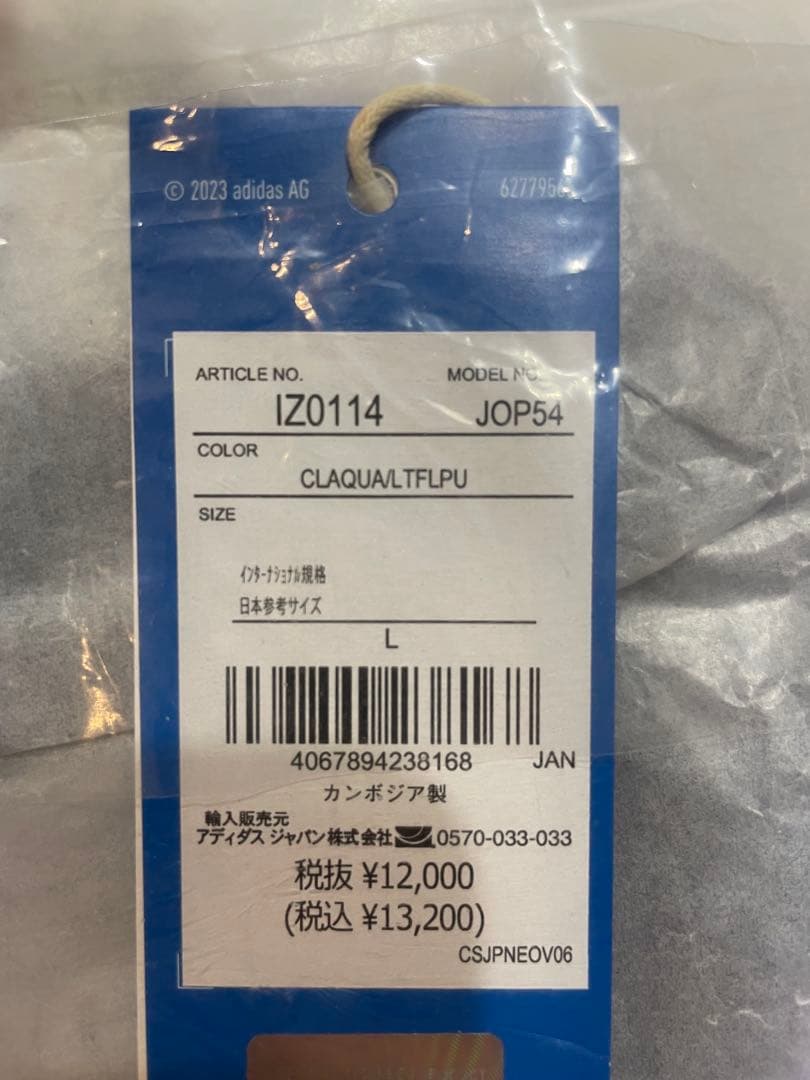 © 2023 adidas AG
ARTICLE NO. MODEL NO.
IZ0114 JOP54
COLOR
CLAQUA/LTFLPU
SIZE
インターナショナル規格
日本参考サイズ
L
4067894238168 JAN
カンボジア製
輸入販売元
アディダス ジャパン株式会社 0570-033-033
税抜 ¥12,000
(税込 ¥13,200)
CSJPNEOV06